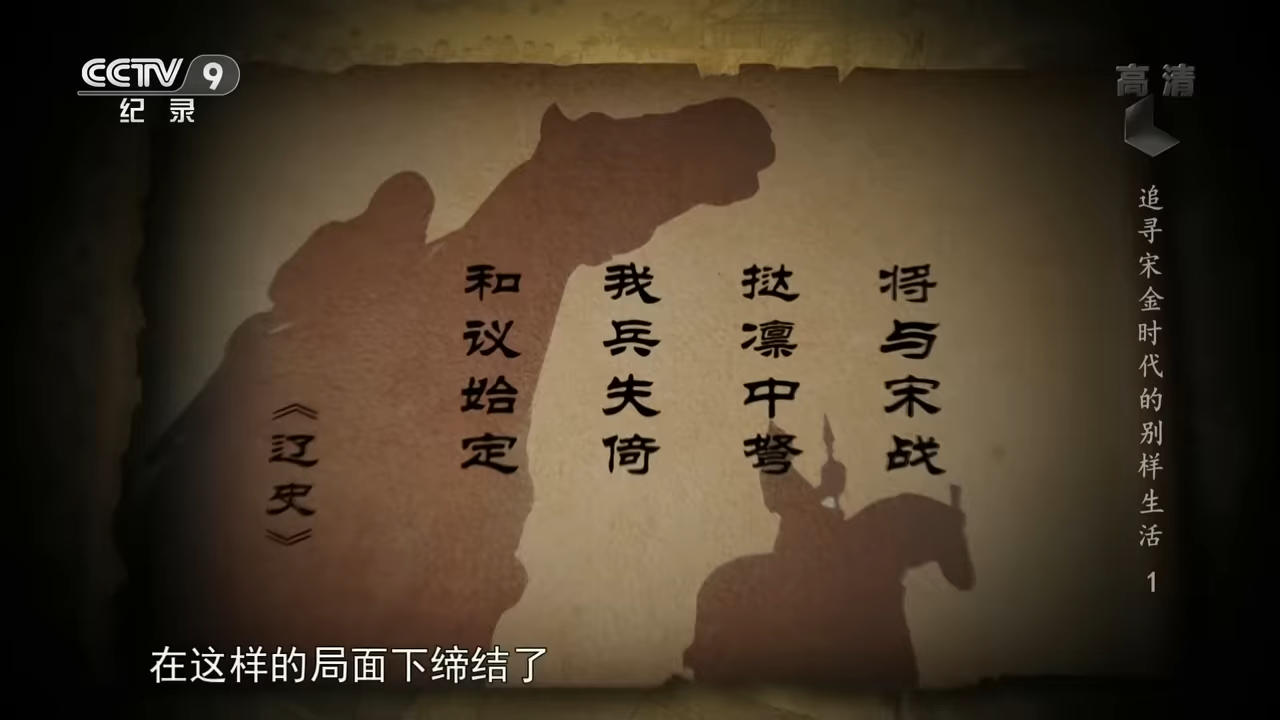 CCTV 9
纪录
高清
追寻宋金时代的别样生活 1
将与宋战
挞凛中弩
我兵失倚
和议始定
《辽史》
在这样的局面下缔结了